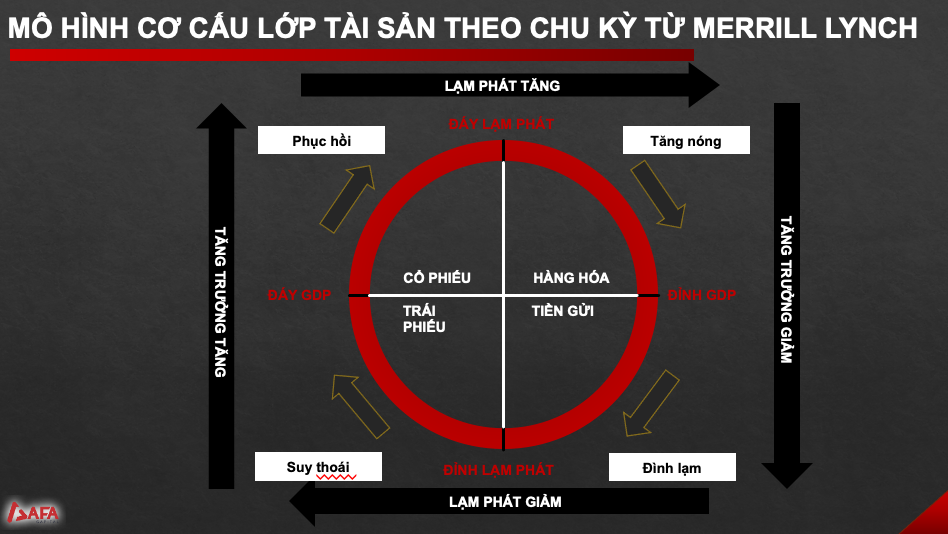 MÔ HÌNH CƠ CẤU LỚP TÀI SẢN THEO CHU KỲ TỪ MERRILL LYNCH
LẠM PHÁT TĂNG
ĐÁY LẠM PHÁT
Phục hồi
Tăng nóng
TĂNG TRƯỞNG TĂNG
TĂNG TRƯỞNG GIẢM
CỔ PHIẾU
HÀNG HÓA
ĐÁY GDP
ĐỈNH GDP
TRÁI
PHIẾU
TIỀN GỬI
Suy thoái
ĐỈNH LẠM PHÁT
Đình lạm
LẠM PHÁT GIẢM
AFA